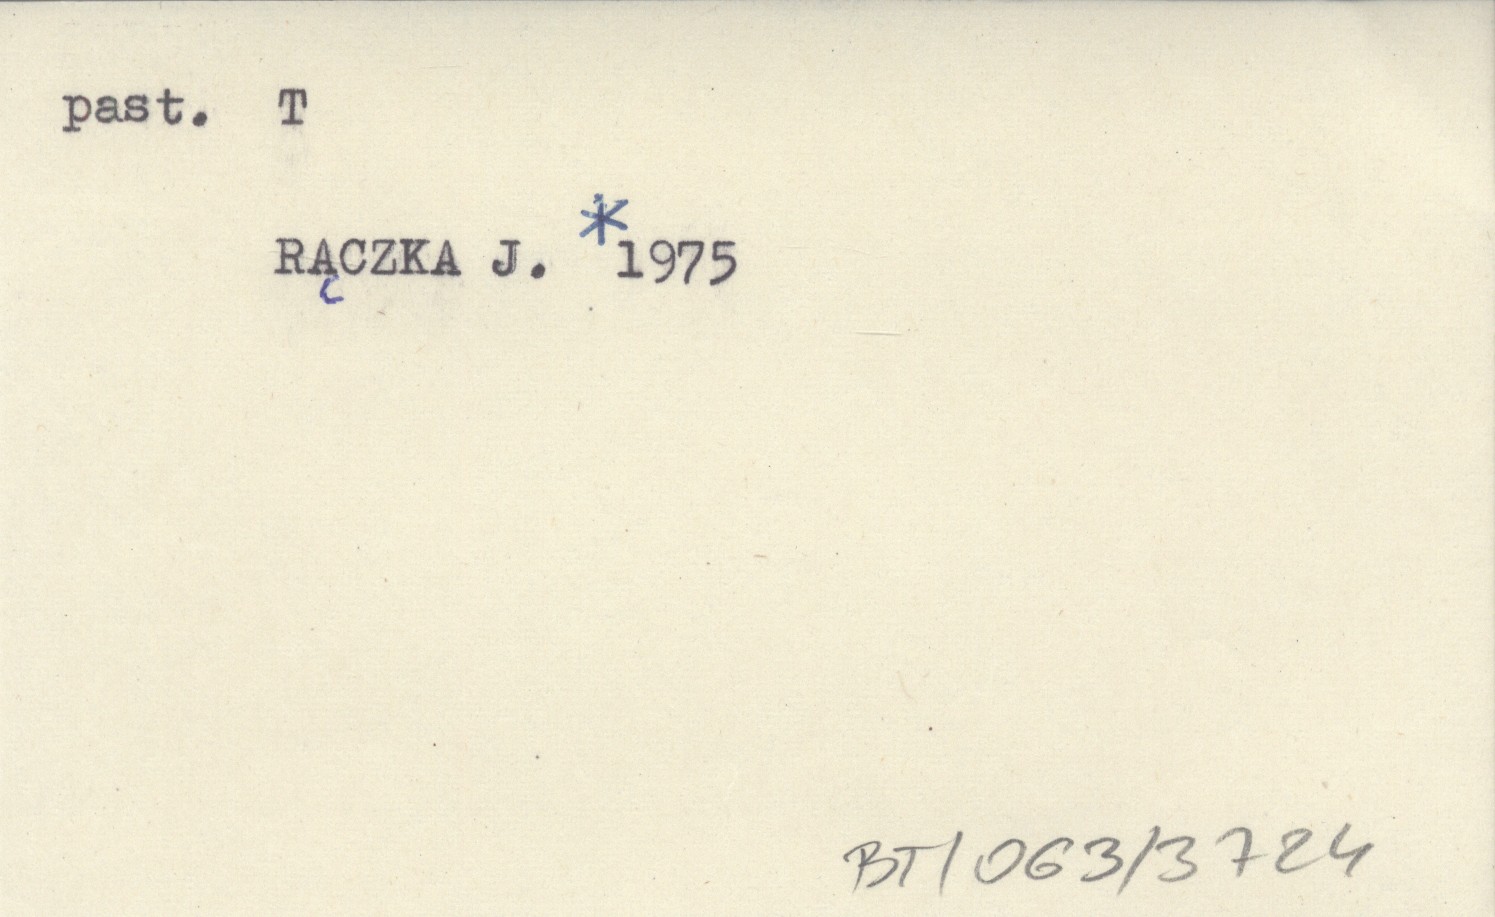 past. T
RĄCZKA J. *1975
BT/063/3724